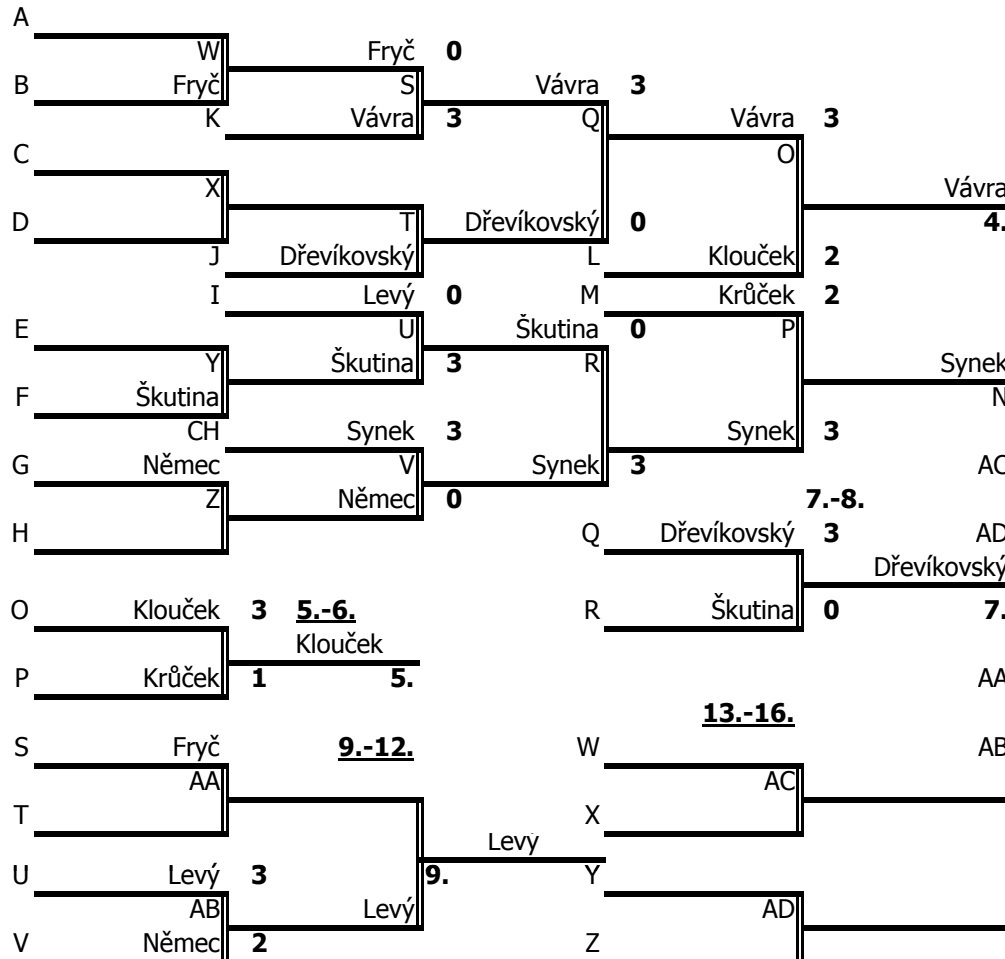 A
W Fryč 0
B Fryč S Vávra 3
K Vávra 3 Q Vávra 3
C O
X Vávra
D T Dřevíkovský 0 4.
J Dřevíkovský L Klouček 2
I Levý 0 M Krůček 2
E U Škutina 0 P
Y Škutina 3 R Synek
F Škutina N
CH Synek 3 Synek 3
G Němec V Synek 3 AC
Z Němec 0 7.-8.
H Q Dřevíkovský 3 AD
Dřevíkovský
O Klouček 3 5.-6. R Škutina 0 7.
Klouček
P Krůček 1 5. AA
13.-16.
S Fryč 9.-12. W AB
AA AC
T X
Levý
U Levý 3 9. Y
AB Levý AD
V Němec 2 Z